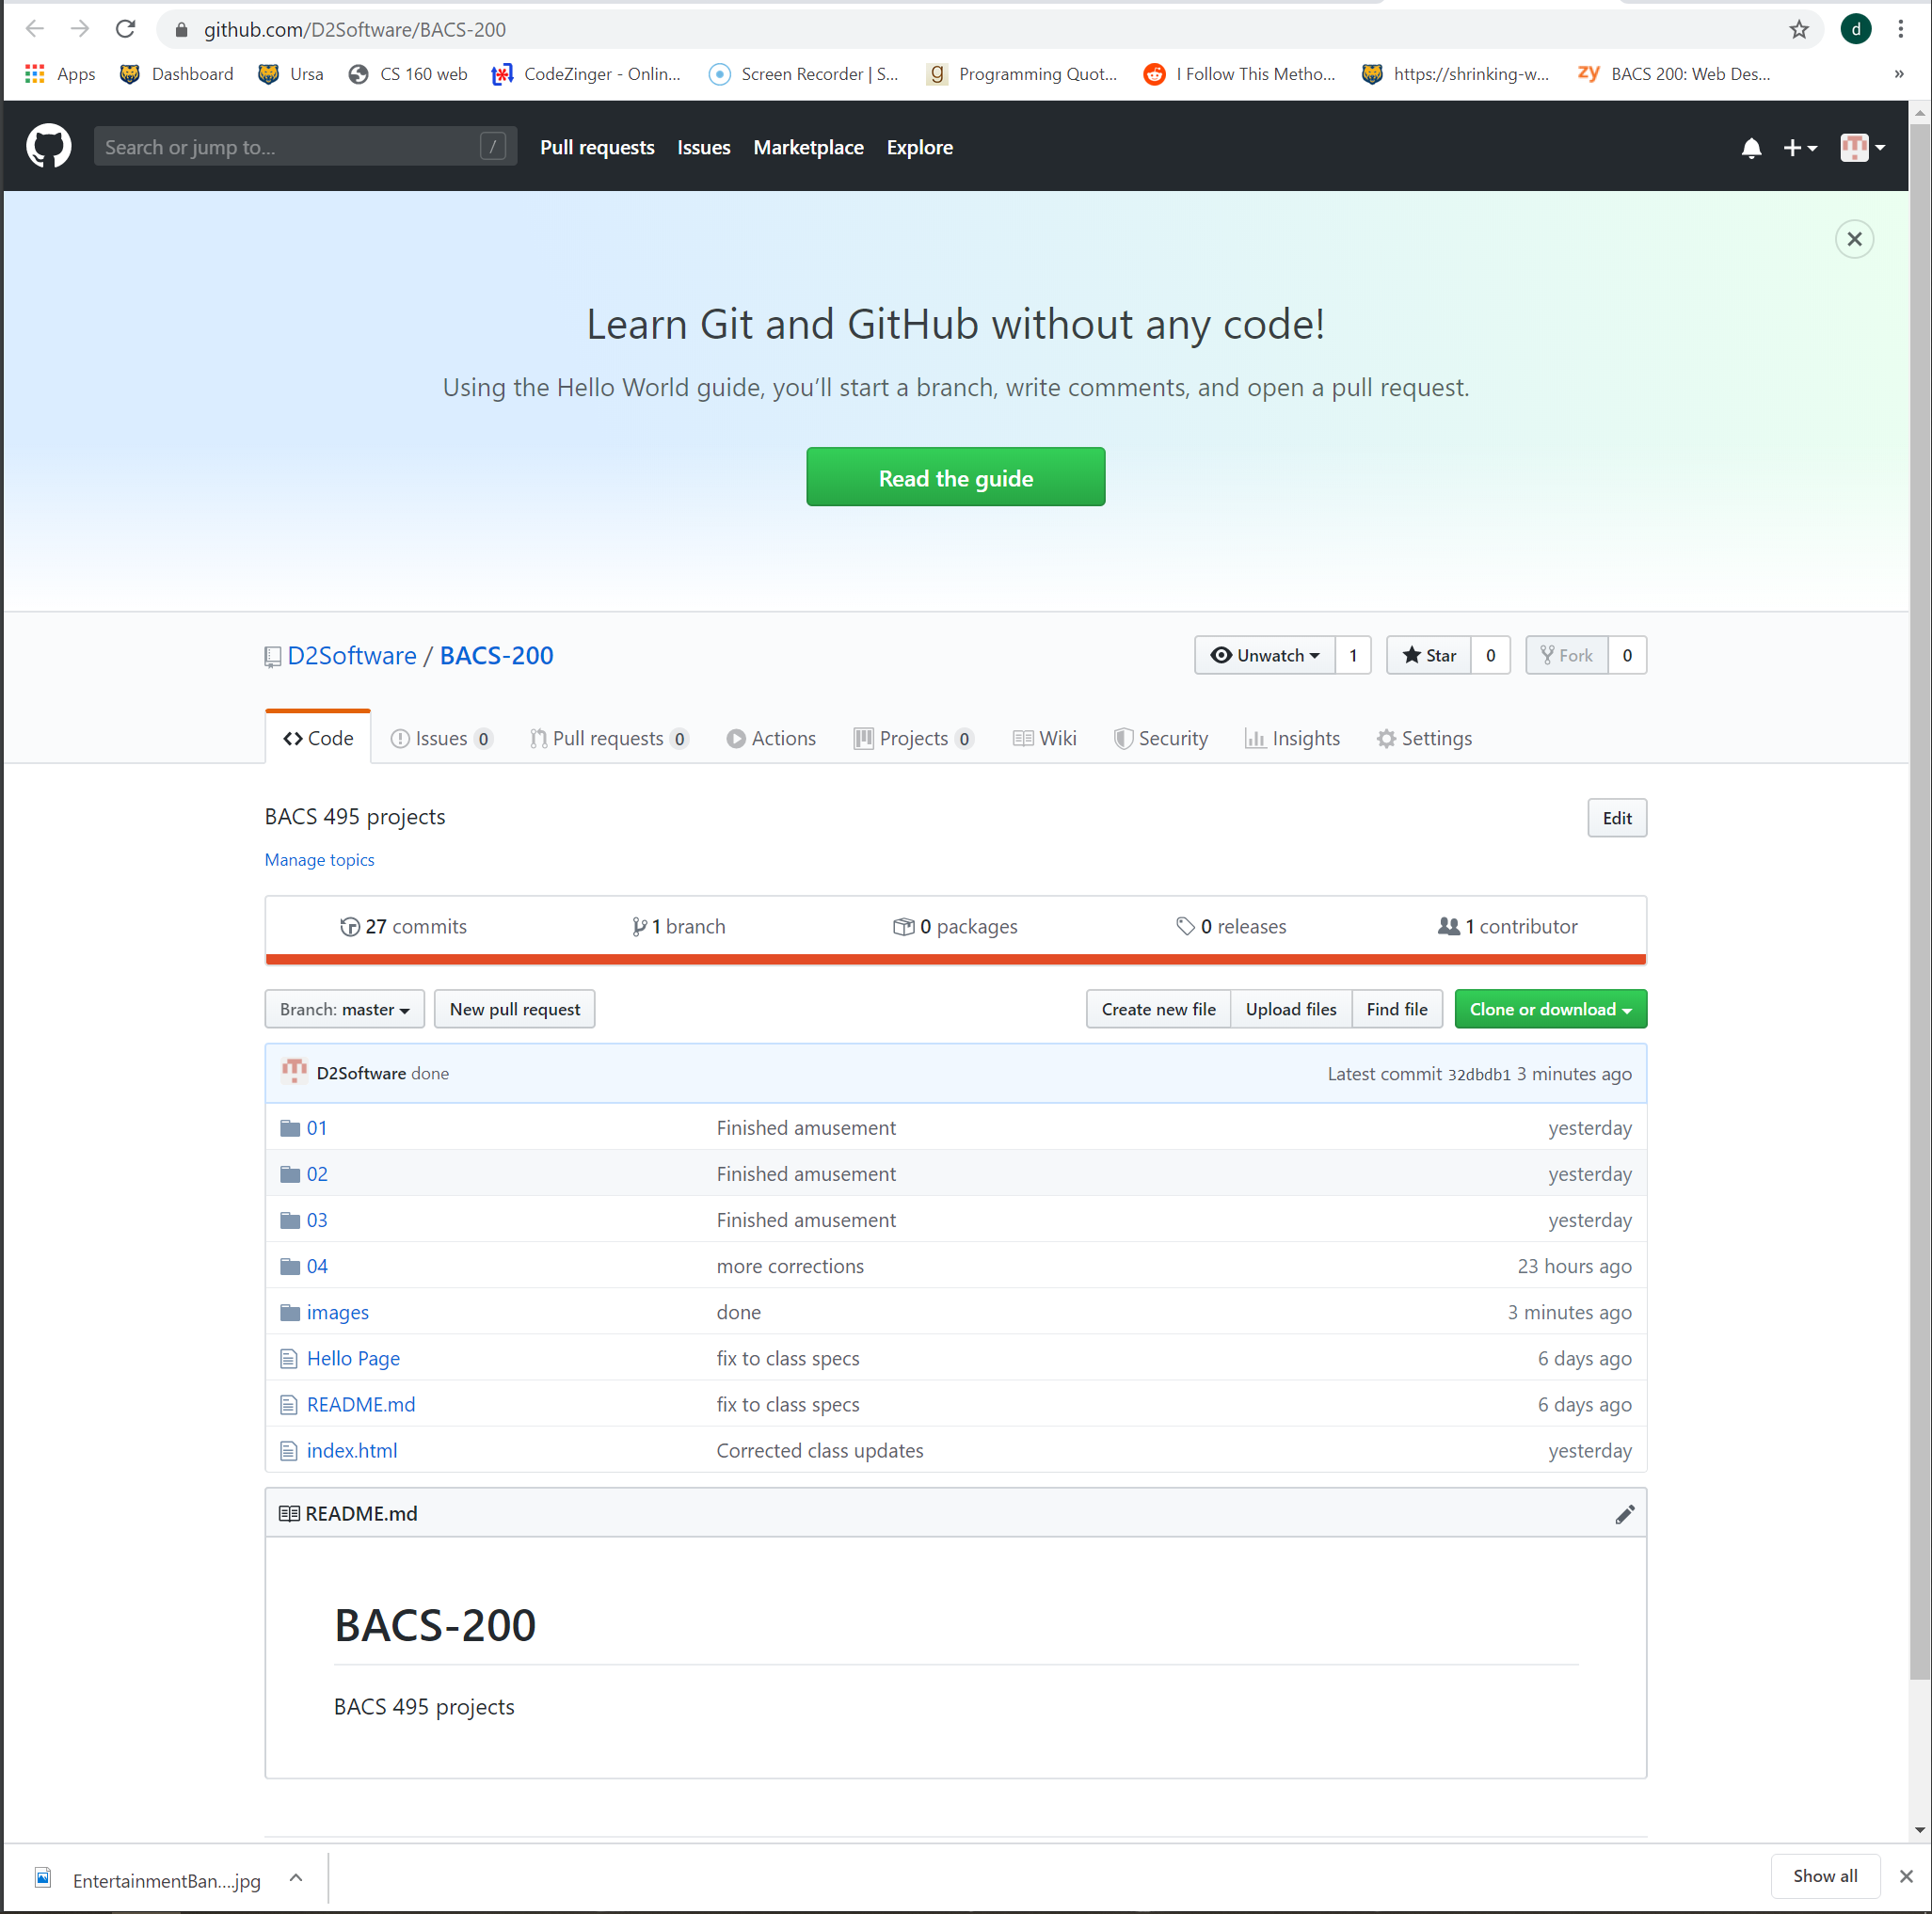 github.com/D2Software/BACS-200
d
Apps Dashboard Ursa CS 160 web CodeZinger - Onlin... Screen Recorder | S... g Programming Quot... I Follow This Metho... https://shrinking-w... zy BACS 200: Web Des... »
Search or jump to... / Pull requests Issues Marketplace Explore
Learn Git and GitHub without any code!
Using the Hello World guide, you’ll start a branch, write comments, and open a pull request.
Read the guide
D2Software / BACS-200 Unwatch 1 Star 0 Fork 0
Code Issues 0 Pull requests 0 Actions Projects 0 Wiki Security Insights Settings
BACS 495 projects Edit
Manage topics
27 commits 1 branch 0 packages 0 releases 1 contributor
Branch: master New pull request Create new file Upload files Find file Clone or download
D2Software done Latest commit 32dbdb1 3 minutes ago
01 Finished amusement yesterday
02 Finished amusement yesterday
03 Finished amusement yesterday
04 more corrections 23 hours ago
images done 3 minutes ago
Hello Page fix to class specs 6 days ago
README.md fix to class specs 6 days ago
index.html Corrected class updates yesterday
README.md
BACS-200
BACS 495 projects
EntertainmentBan....jpg Show all